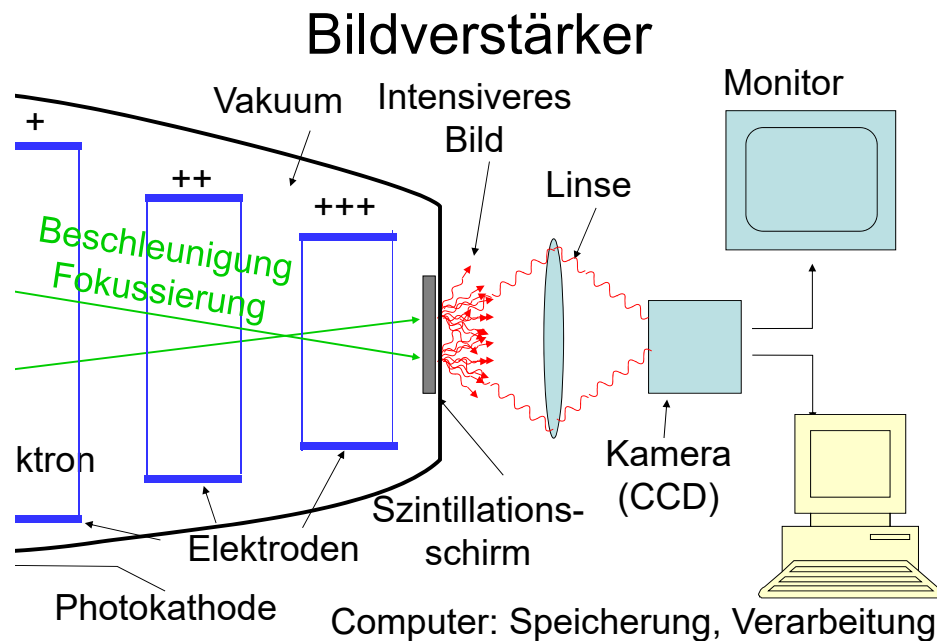 Bildverstärker
Vakuum
Intensiveres
Bild
Monitor
+
++
+++
Linse
Beschleunigung
Fokussierung
ktron
Elektroden
Szintillations-
schirm
Kamera
(CCD)
Photokathode
Computer: Speicherung, Verarbeitung